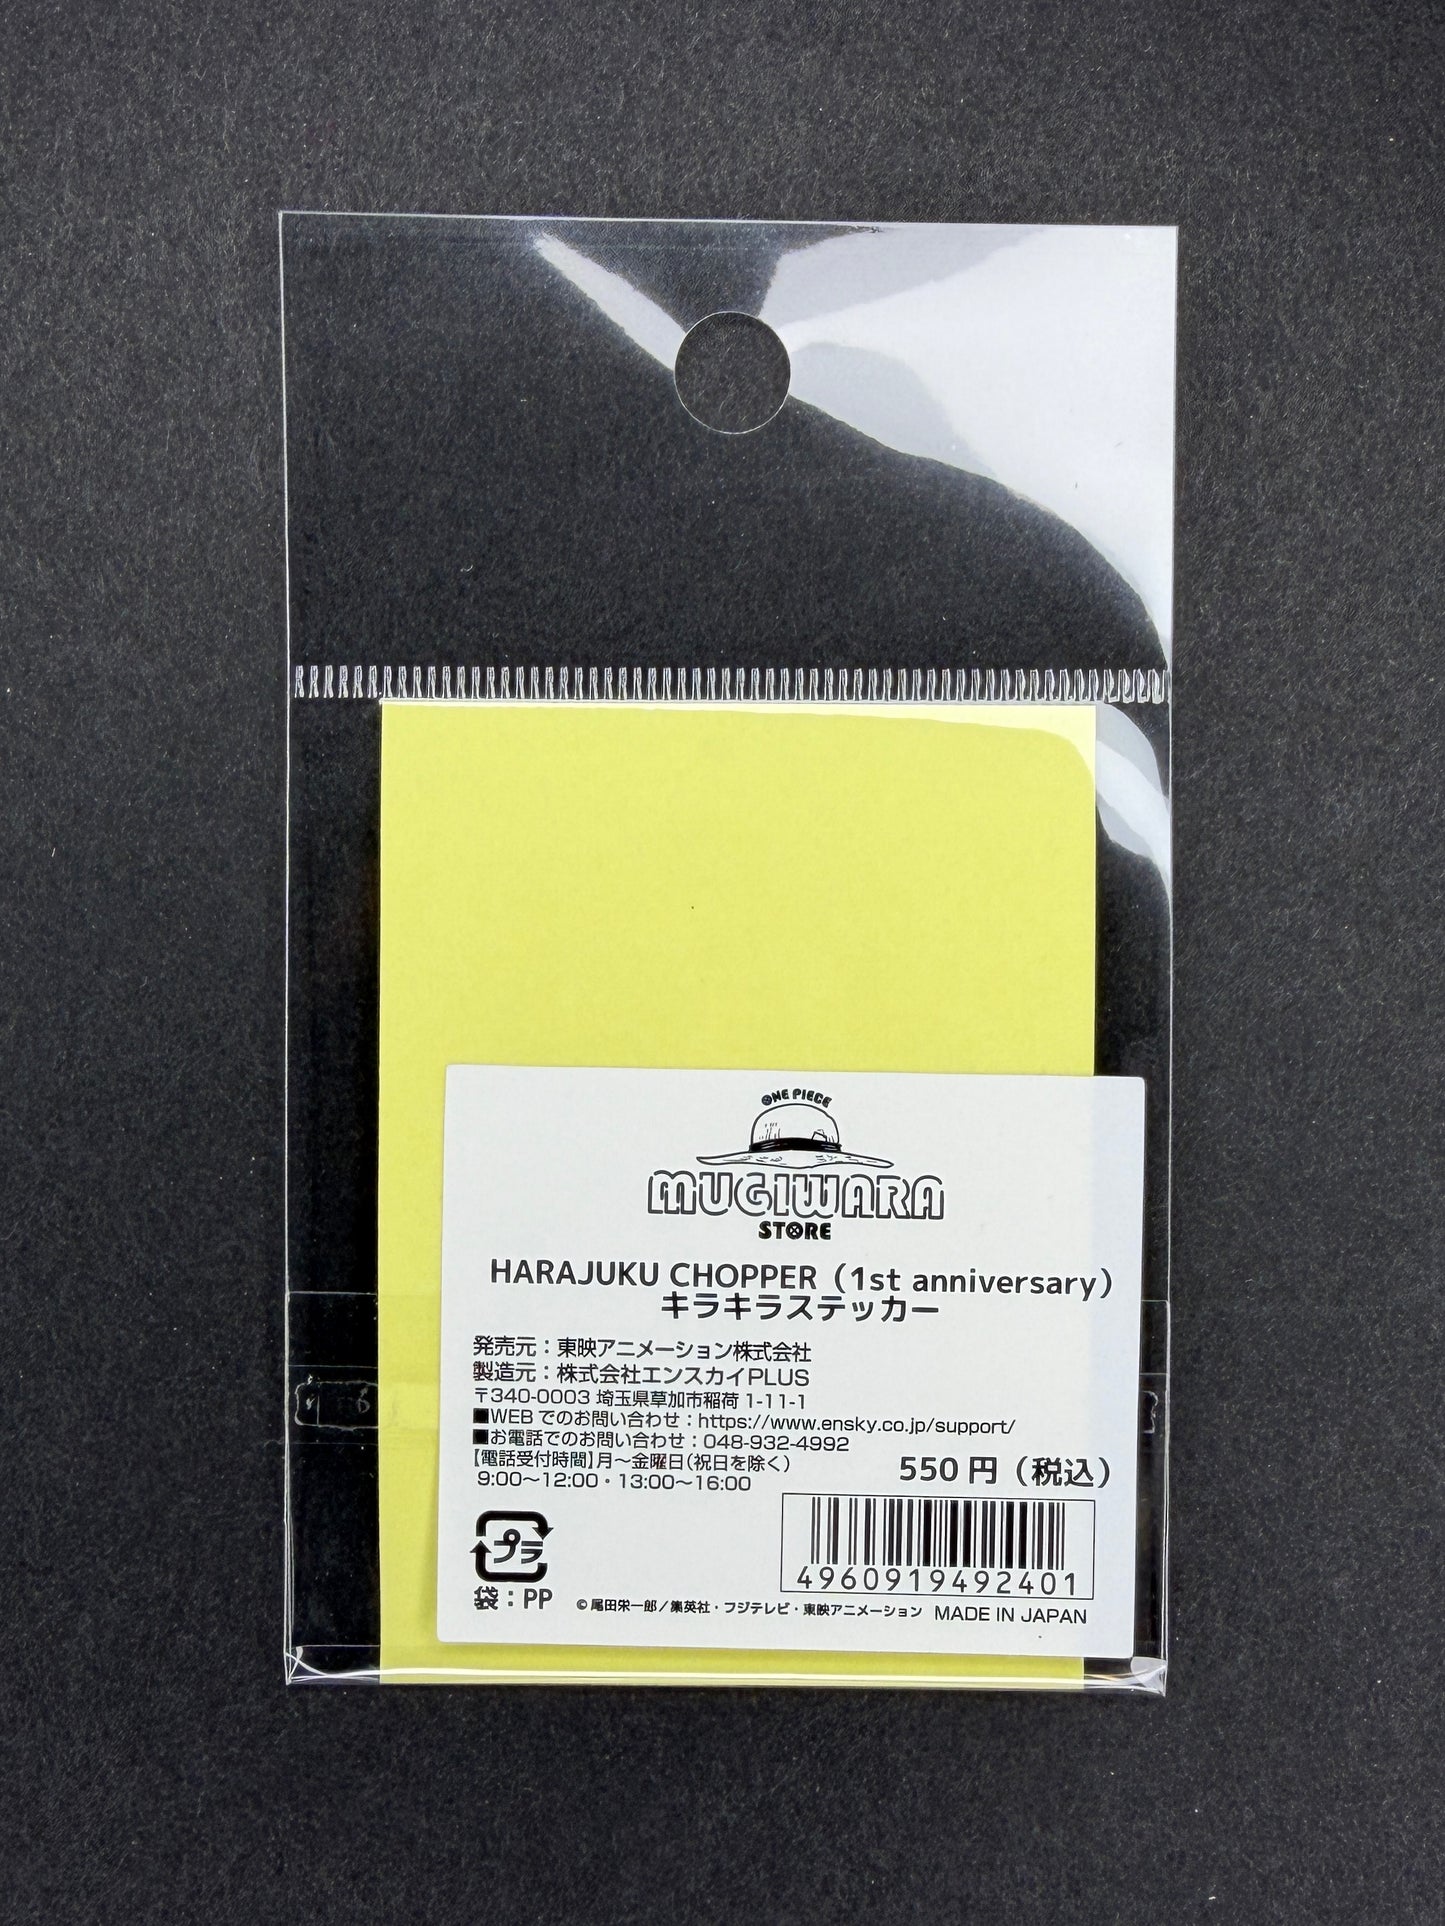 ONE PIECE
MUGIWARA
STORE
HARAJUKU CHOPPER（1st anniversary）
キラキラステッカー
発売元：東映アニメーション株式会社
製造元：株式会社エンスカイPLUS
〒340-0003 埼玉県草加市稲荷 1-11-1
■WEB でのお問い合わせ：https://www.ensky.co.jp/support/
■お電話でのお問い合わせ：048-932-4992
【電話受付時間】月～金曜日（祝日を除く）
9:00～12:00・13:00～16:00
550 円（税込）
4960919492401
プラ
袋：PP
©尾田栄一郎／集英社・フジテレビ・東映アニメーション MADE IN JAPAN